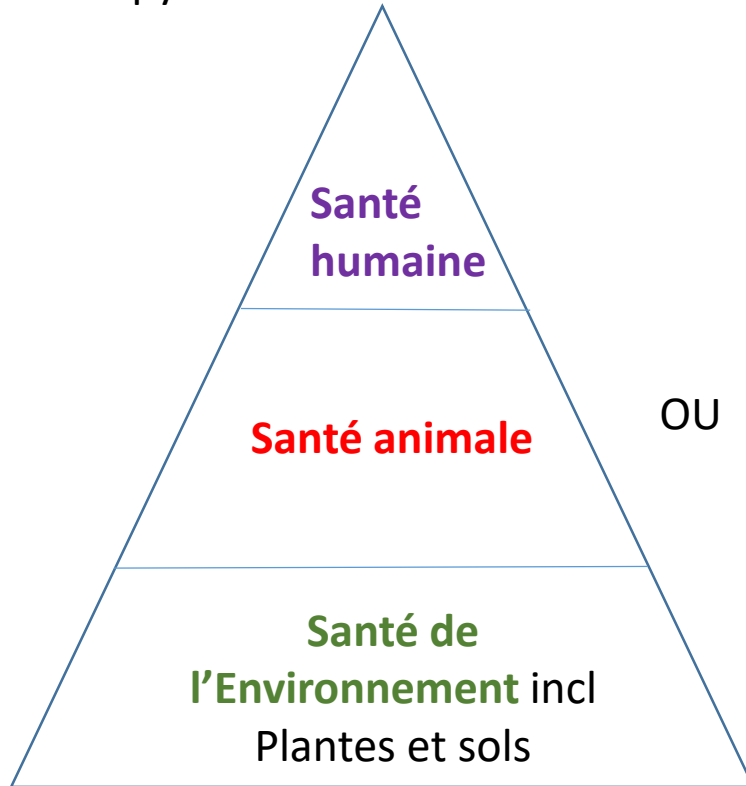 Santé
humaine
Santé animale
OU
Santé de
l'Environnement incl
Plantes et sols